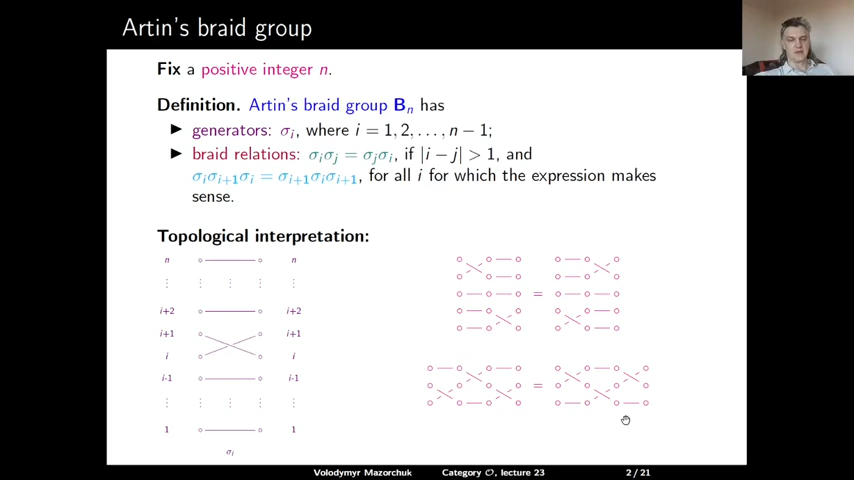 Artin's braid group
Fix a positive integer n.
Definition. Artin's braid group Bₙ has
▶ generators: σᵢ, where i = 1, 2, . . . , n − 1;
▶ braid relations: σᵢσⱼ = σⱼσᵢ, if |i − j| > 1, and
σᵢσᵢ₊₁σᵢ = σᵢ₊₁σᵢσᵢ₊₁, for all i for which the expression makes
sense.
Topological interpretation:
n n
⋮ ⋮ ⋮ ⋮ ⋮
i+2 i+2
i+1 i+1
i i
i-1 i-1
⋮ ⋮ ⋮ ⋮ ⋮
1 1
σᵢ
=
=
Volodymyr Mazorchuk Category 𝒪, lecture 23 2 / 21